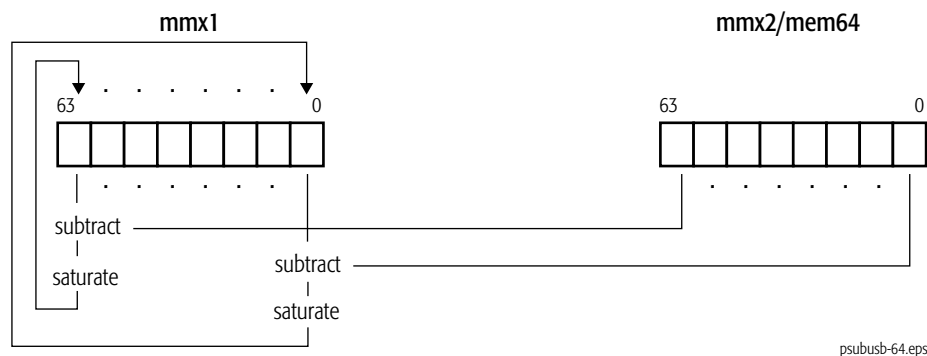 mmx1 mmx2/mem64
. . . . . .
63 0 63 0
. . . . . . . . . . . .
subtract
saturate subtract
saturate
psubusb-64.eps